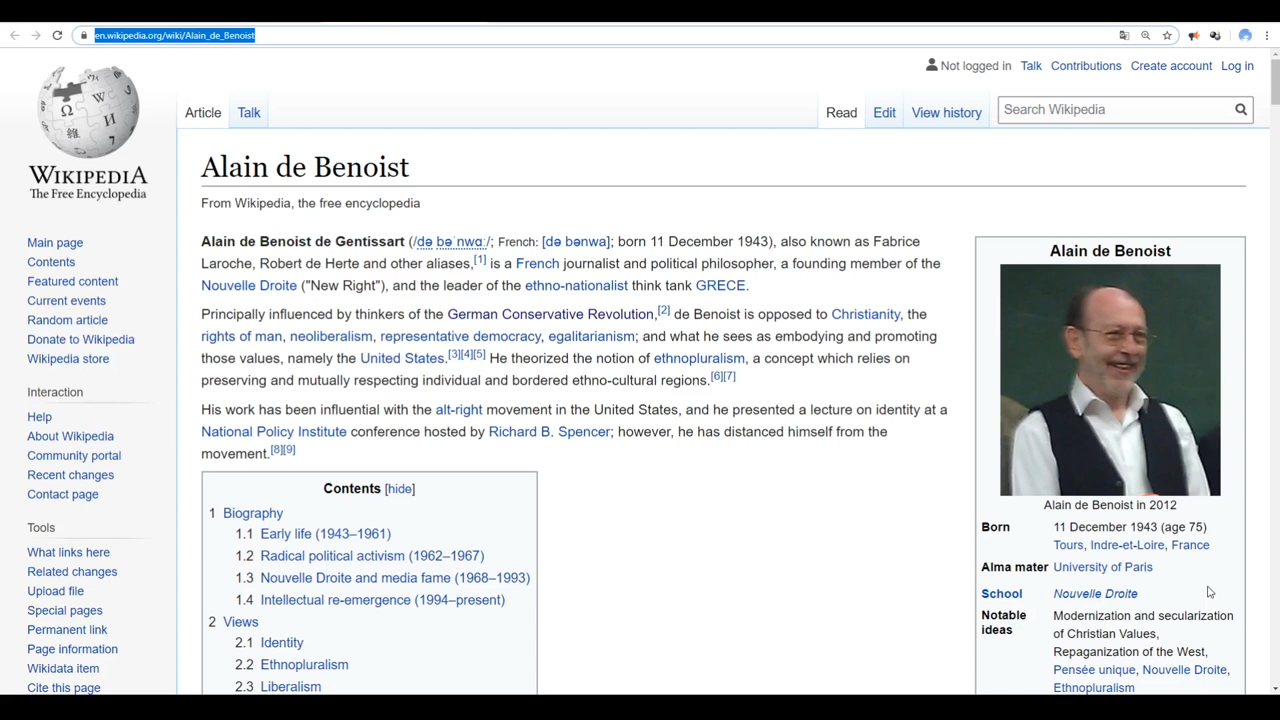 en.wikipedia.org/wiki/Alain_de_Benoist
Not logged in Talk Contributions Create account Log in
Article Talk Read Edit View history Search Wikipedia
WIKIPEDIA
The Free Encyclopedia
Main page
Contents
Featured content
Current events
Random article
Donate to Wikipedia
Wikipedia store
Interaction
Help
About Wikipedia
Community portal
Recent changes
Contact page
Tools
What links here
Related changes
Upload file
Special pages
Permanent link
Page information
Wikidata item
Cite this page
Alain de Benoist
From Wikipedia, the free encyclopedia
Alain de Benoist de Gentissart (/də bəˈnwɑː/; French: [də bənwa]; born 11 December 1943), also known as Fabrice
Laroche, Robert de Herte and other aliases,[1] is a French journalist and political philosopher, a founding member of the
Nouvelle Droite ("New Right"), and the leader of the ethno-nationalist think tank GRECE.
Principally influenced by thinkers of the German Conservative Revolution,[2] de Benoist is opposed to Christianity, the
rights of man, neoliberalism, representative democracy, egalitarianism; and what he sees as embodying and promoting
those values, namely the United States.[3][4][5] He theorized the notion of ethnopluralism, a concept which relies on
preserving and mutually respecting individual and bordered ethno-cultural regions.[6][7]
His work has been influential with the alt-right movement in the United States, and he presented a lecture on identity at a
National Policy Institute conference hosted by Richard B. Spencer; however, he has distanced himself from the
movement.[8][9]
Contents [hide]
1 Biography
1.1 Early life (1943–1961)
1.2 Radical political activism (1962–1967)
1.3 Nouvelle Droite and media fame (1968–1993)
1.4 Intellectual re-emergence (1994–present)
2 Views
2.1 Identity
2.2 Ethnopluralism
2.3 Liberalism
Alain de Benoist
Alain de Benoist in 2012
Born 11 December 1943 (age 75)
Tours, Indre-et-Loire, France
Alma mater University of Paris
School Nouvelle Droite
Notable ideas Modernization and secularization
of Christian Values,
Repaganization of the West,
Pensée unique, Nouvelle Droite,
Ethnopluralism